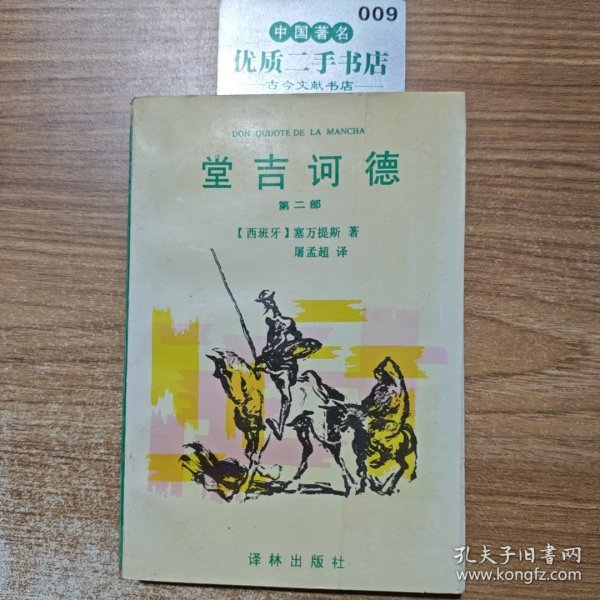 009
中国著名
优质二手书店
古今文献书店
DON QUIJOTE DE LA MANCHA
堂吉诃德
第二部
【西班牙】塞万提斯 著
屠孟超 译
译林出版社
孔夫子旧书网
www.kongfz.com